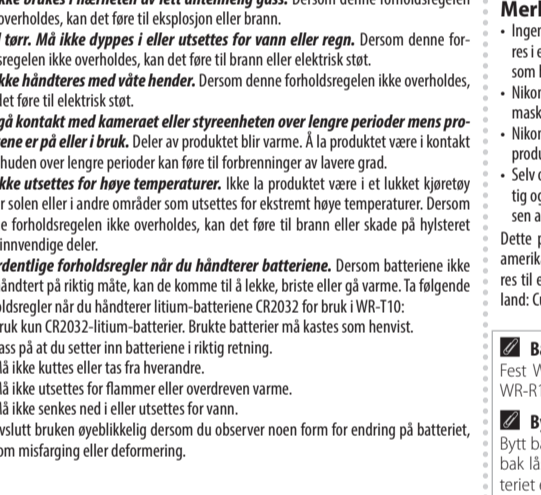 ikke brukes i nærheten av lett antennelig gass. Dersom denne forholdsregelen
overholdes, kan det føre til eksplosjon eller brann.
tørr. Må ikke dyppes i eller utsettes for vann eller regn. Dersom denne for-
sregelen ikke overholdes, kan det føre til brann eller elektrisk støt.
kke håndteres med våte hender. Dersom denne forholdsregelen ikke overholdes,
det føre til elektrisk støt.
gå kontakt med kameraet eller styreenheten over lengre perioder mens pro-
ene er på eller i bruk. Deler av produktet blir varme. Å la produktet være i kontakt
huden over lengre perioder kan føre til forbrenninger av lavere grad.
kke utsettes for høye temperaturer. Ikke la produktet være i et lukket kjøretøy
r solen eller i andre områder som utsettes for ekstremt høye temperaturer. Dersom
e forholdsregelen ikke overholdes, kan det føre til brann eller skade på hylsteret
innvendige deler.
rdentlige forholdsregler når du håndterer batteriene. Dersom batteriene ikke
håndtert på riktig måte, kan de komme til å lekke, briste eller gå varme. Ta følgende
oldsregler når du håndterer litium-batteriene CR2032 for bruk i WR-T10:
ruk kun CR2032-litium-batterier. Brukte batterier må kastes som henvist.
ass på at du setter inn batteriene i riktig retning.
Må ikke kuttes eller tas fra hverandre.
Må ikke utsettes for flammer eller overdreven varme.
Må ikke senkes ned i eller utsettes for vann.
vslutt bruken øyeblikkelig dersom du observer noen form for endring på batteriet,
om misfarging eller deformering.
Merk
• Inger
res i e
som l
• Nikon
mask
• Nikon
produ
• Selv o
tig og
sen a
Dette p
amerika
res til e
land: Cu
Ba
Fest W
WR-R1
By
Bytt ba
bak lå
teriet